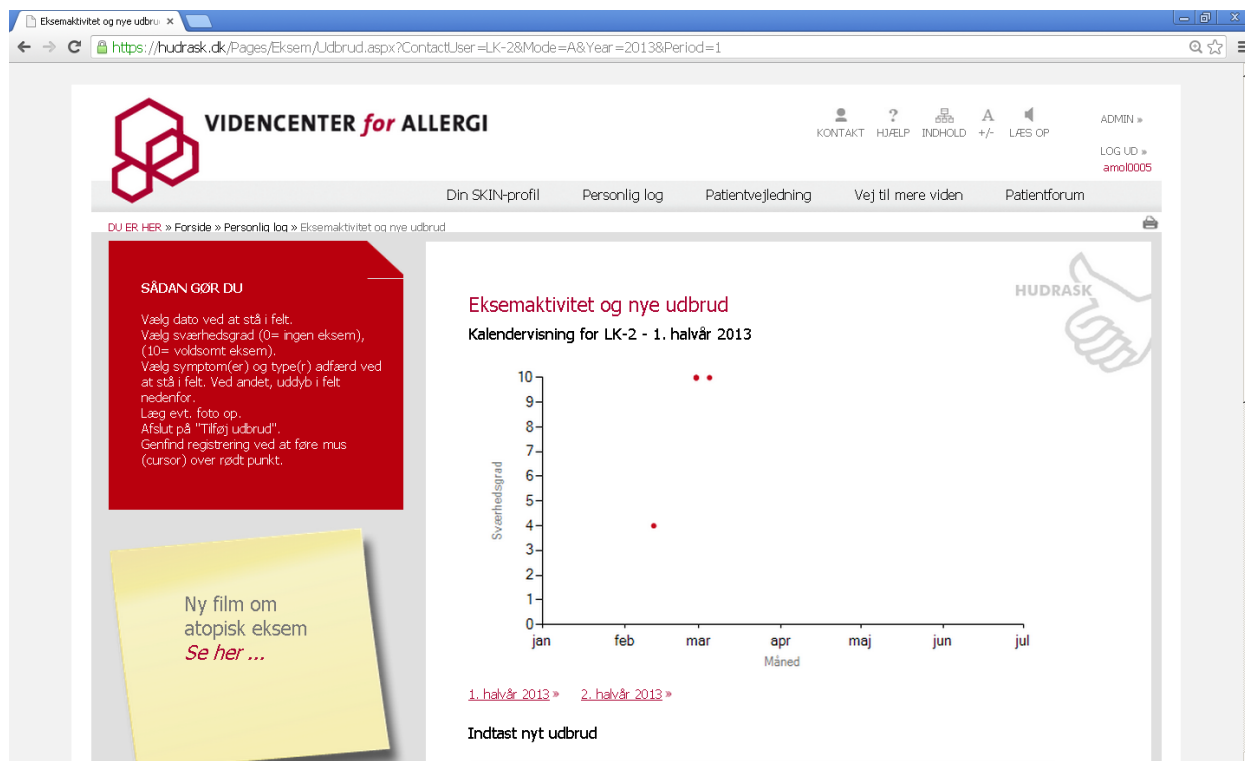 Eksemaktivitet og nye udbru
https://hudrask.dk/Pages/Eksem/Udbrud.aspx?ContactUser=LK-2&Mode=A&Year=2013&Period=1
VIDENCENTER for ALLERGI
KONTAKT HJÆLP INDHOLD +/- LÆS OP
A
ADMIN »
LOG UD »
amol0005
Din SKIN-profil Personlig log Patientvejledning Vej til mere viden Patientforum
DU ER HER » Forside » Personlig log » Eksemaktivitet og nye udbrud
SÅDAN GØR DU
Vælg dato ved at stå i felt.
Vælg sværhedsgrad (0= ingen eksem),
(10= voldsomt eksem).
Vælg symptom(er) og type(r) adfærd ved
at stå i felt. Ved andet, uddyb i felt
nedenfor.
Læg evt. foto op.
Afslut på "Tilføj udbrud".
Genfind registrering ved at føre mus
(cursor) over rødt punkt.
Ny film om
atopisk eksem
Se her ...
HUDRASK
Eksemaktivitet og nye udbrud
Kalendervisning for LK-2 - 1. halvår 2013
10
9
8
7
6
5
4
3
2
1
0
Sværhedsgrad
jan feb mar apr maj jun jul
Måned
1. halvår 2013 » 2. halvår 2013 »
Indtast nyt udbrud